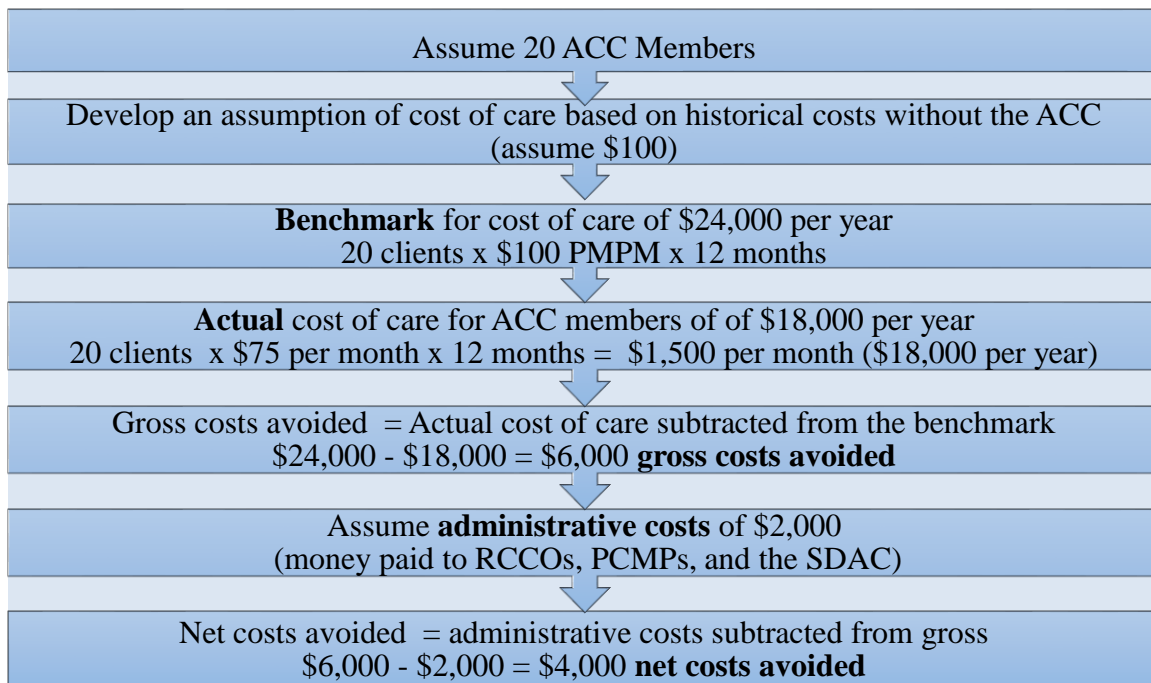 Assume 20 ACC Members
Develop an assumption of cost of care based on historical costs without the ACC
(assume $100)
Benchmark for cost of care of $24,000 per year
20 clients x $100 PMPM x 12 months
Actual cost of care for ACC members of of $18,000 per year
20 clients  x $75 per month x 12 months =  $1,500 per month ($18,000 per year)
Gross costs avoided  = Actual cost of care subtracted from the benchmark
$24,000 - $18,000 = $6,000 gross costs avoided
Assume administrative costs of $2,000
(money paid to RCCOs, PCMPs, and the SDAC)
Net costs avoided  = administrative costs subtracted from gross
$6,000 - $2,000 = $4,000 net costs avoided